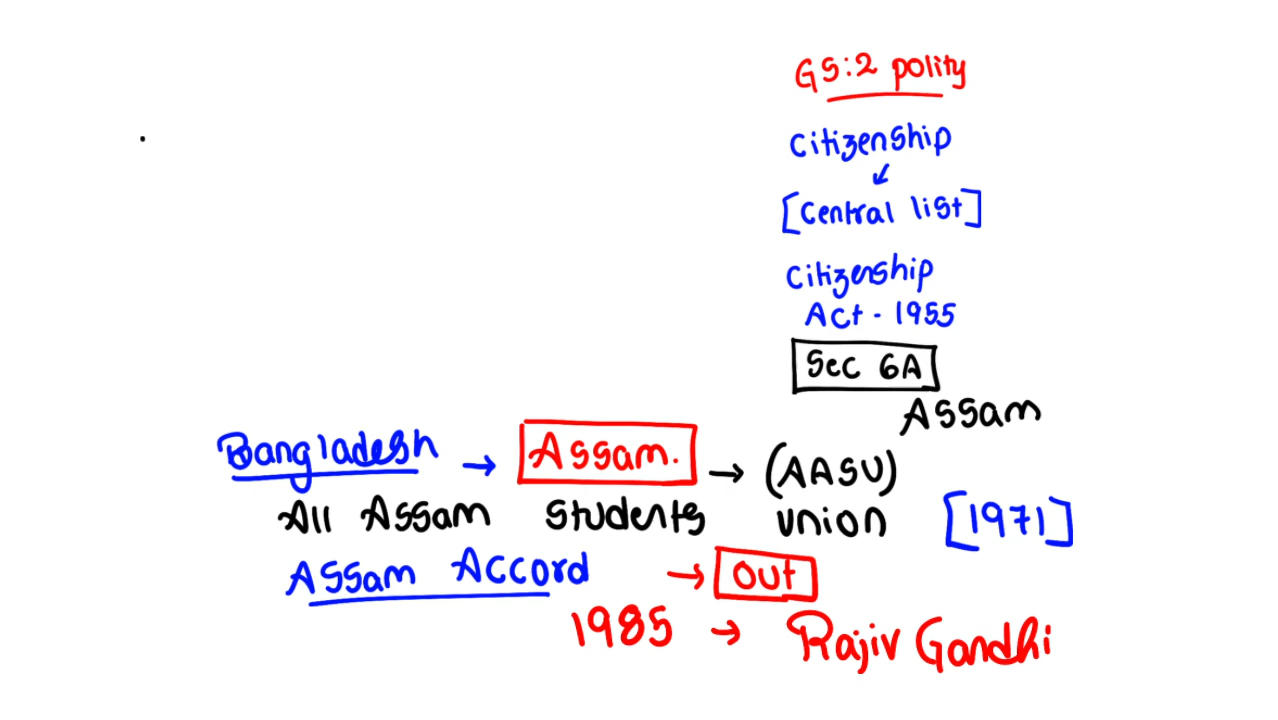 GS:2 polity
Citizenship
↙
[Central list]
Citizenship
Act - 1955
Sec 6A
Assam
Bangladesh → Assam. → (AASU)
All Assam students union [1971]
Assam Accord → out
1985 → Rajiv Gandhi